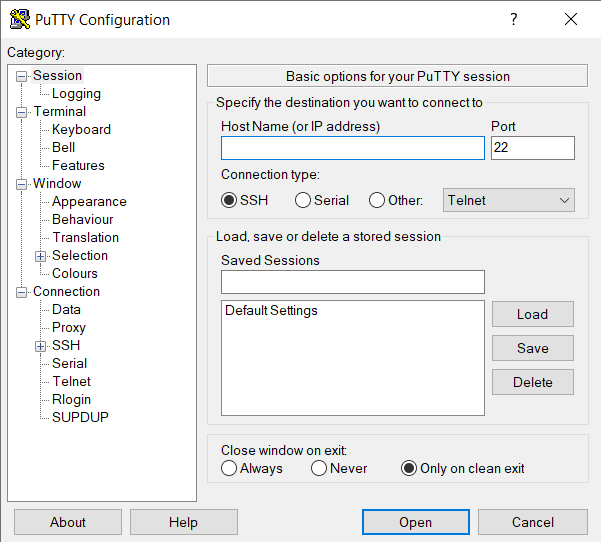 PuTTY Configuration
?
Category:
Session
Logging
Terminal
Keyboard
Bell
Features
Window
Appearance
Behaviour
Translation
Selection
Colours
Connection
Data
Proxy
SSH
Serial
Telnet
Rlogin
SUPDUP
Basic options for your PuTTY session
Specify the destination you want to connect to
Host Name (or IP address) Port
22
Connection type:
SSH Serial Other: Telnet
Load, save or delete a stored session
Saved Sessions
Default Settings
Load
Save
Delete
Close window on exit:
Always Never Only on clean exit
About Help Open Cancel